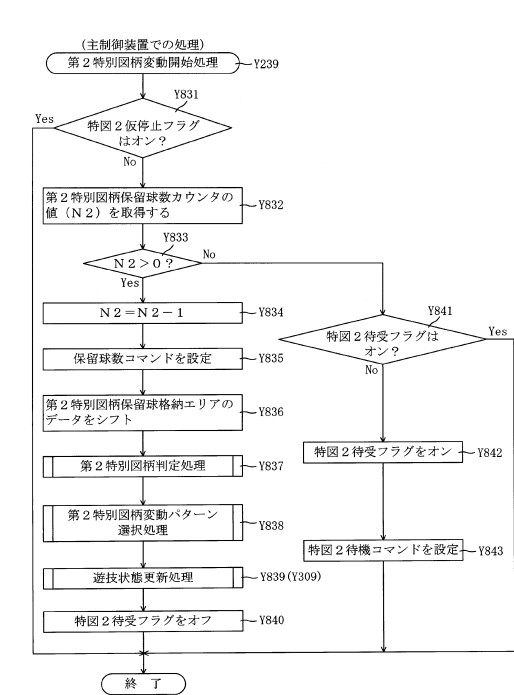 (主制御装置での処理)
第２特別図柄変動開始処理
Y239
Y831
Yes
特図２仮停止フラグ
はオン？
No
第２特別図柄保留球数カウンタの
値（Ｎ２）を取得する
Y832
Y833
Ｎ２＞０？
No
Yes
Ｎ２＝Ｎ２－１
Y834
Y841
特図２待受フラグは
オン？
Yes
No
保留球数コマンドを設定
Y835
第２特別図柄保留球格納エリアの
データをシフト
Y836
特図２待受フラグをオン
Y842
第２特別図柄判定処理
Y837
第２特別図柄変動パターン
選択処理
Y838
特図２待機コマンドを設定
Y843
遊技状態更新処理
Y839(Y309)
特図２待受フラグをオフ
Y840
終 了